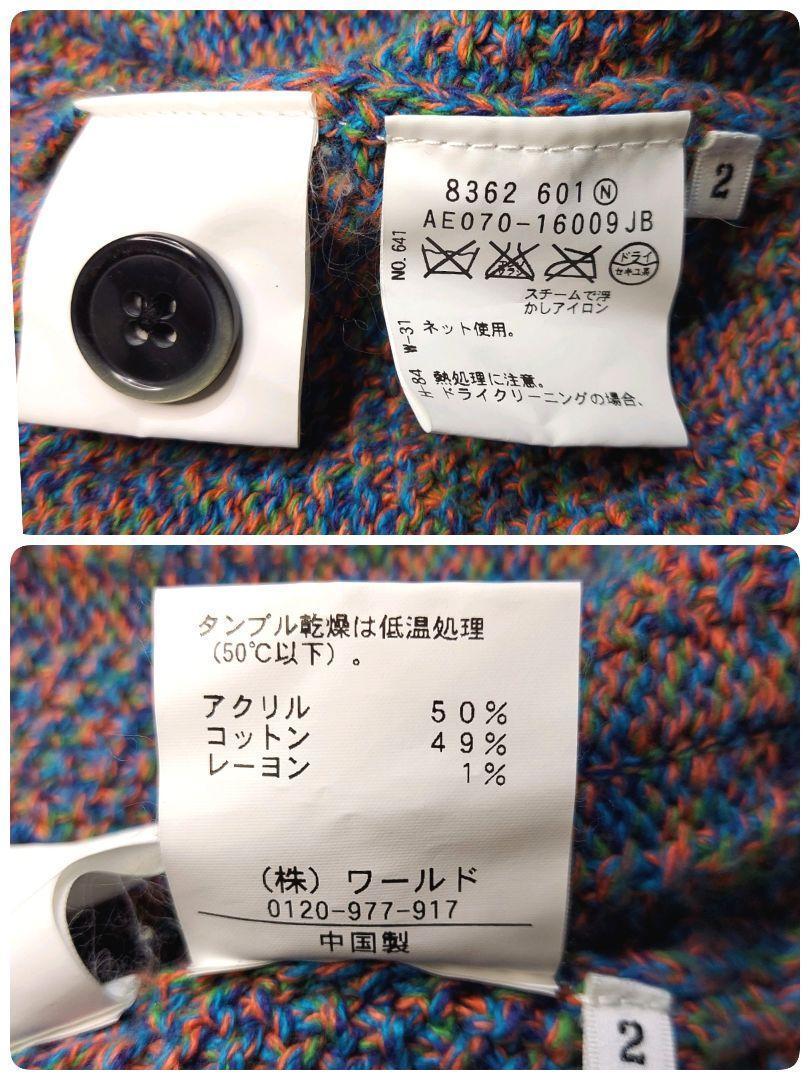 8362 601 Ⓝ
AE070-16009JB
NO. 641
ドライ
セキユ系
スチームで浮
かしアイロン
W-31 ネット使用。
H-84 熱処理に注意。
ドライクリーニングの場合、
2
タンブル乾燥は低温処理
(50℃以下)。
アクリル 50%
コットン 49%
レーヨン 1%
(株) ワールド
0120-977-917
中国製
2